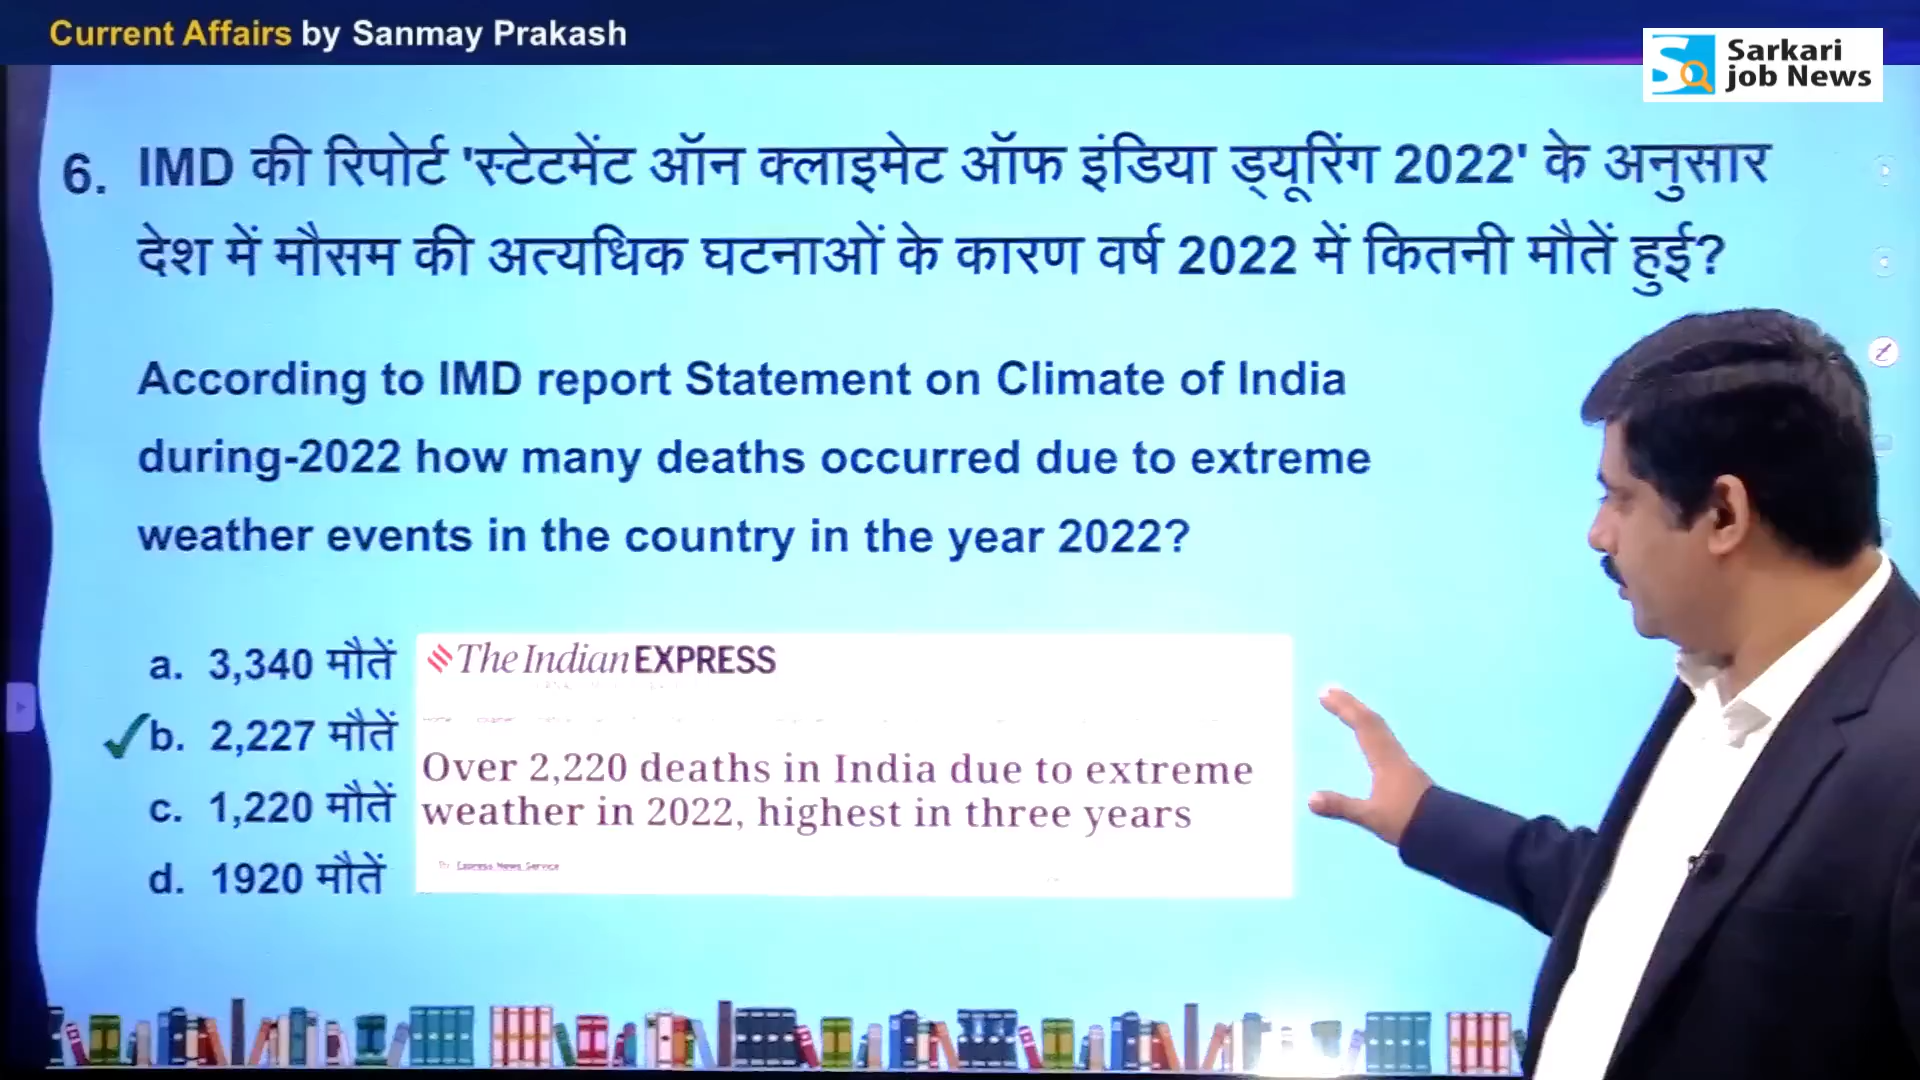 Current Affairs by Sanmay Prakash
Sarkari
job News
6. IMD की रिपोर्ट 'स्टेटमेंट ऑन क्लाइमेट ऑफ इंडिया ड्यूरिंग 2022' के अनुसार
देश में मौसम की अत्यधिक घटनाओं के कारण वर्ष 2022 में कितनी मौतें हुई?
According to IMD report Statement on Climate of India
during-2022 how many deaths occurred due to extreme
weather events in the country in the year 2022?
a. 3,340 मौतें
b. 2,227 मौतें
c. 1,220 मौतें
d. 1920 मौतें
The Indian EXPRESS
Over 2,220 deaths in India due to extreme
weather in 2022, highest in three years
By: Express News Service